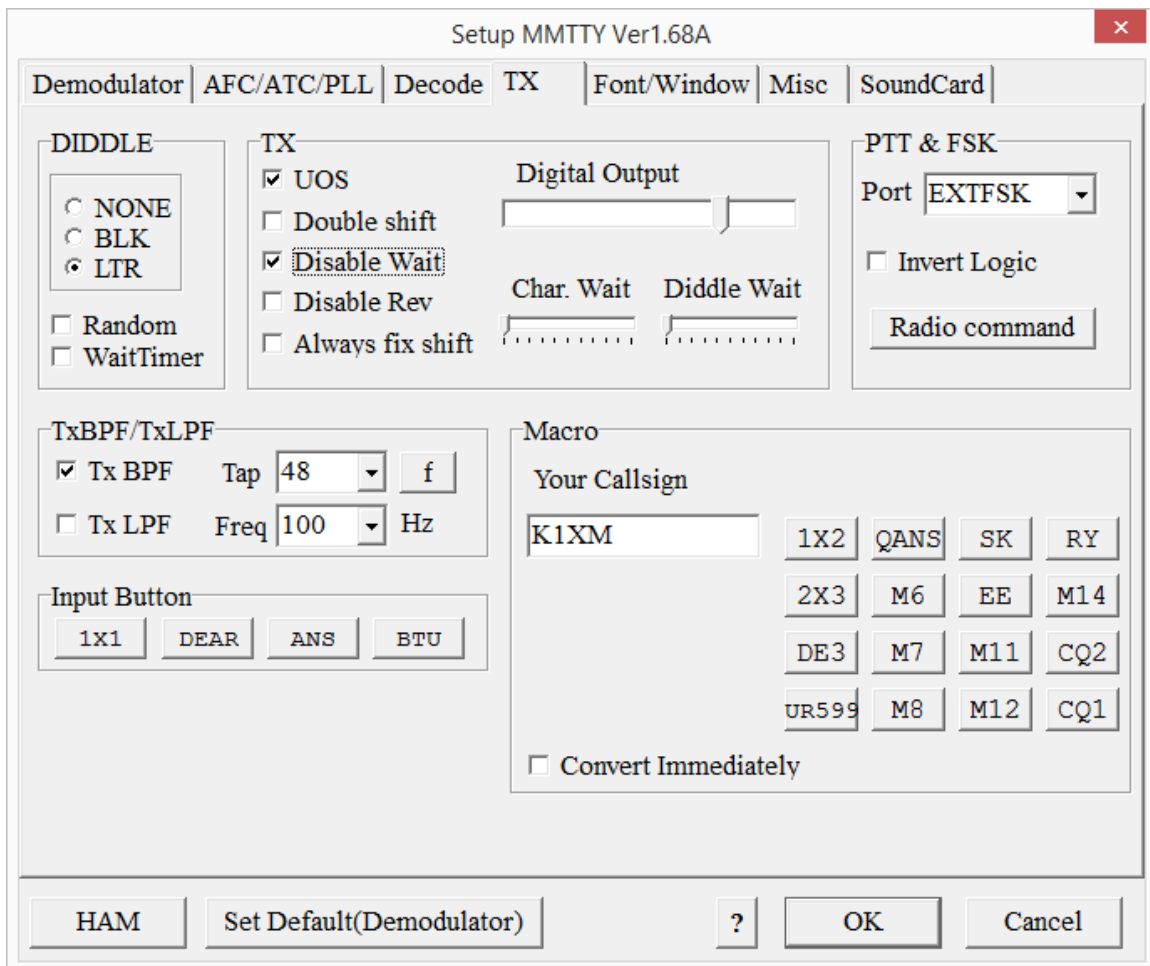 Setup MMTTY Ver1.68A
Demodulator AFC/ATC/PLL Decode TX Font/Window Misc SoundCard
DIDDLE
NONE
BLK
LTR
Random
WaitTimer
TX
UOS
Double shift
Disable Wait
Disable Rev
Always fix shift
Digital Output
Char. Wait Diddle Wait
PTT & FSK
Port EXTFSK
Invert Logic
Radio command
TxBPF/TxLPF
Tx BPF Tap 48 f
Tx LPF Freq 100 Hz
Input Button
1X1 DEAR ANS BTU
Macro
Your Callsign
K1XM
1X2 QANS SK RY
2X3 M6 EE M14
DE3 M7 M11 CQ2
UR599 M8 M12 CQ1
Convert Immediately
HAM Set Default(Demodulator) ? OK Cancel